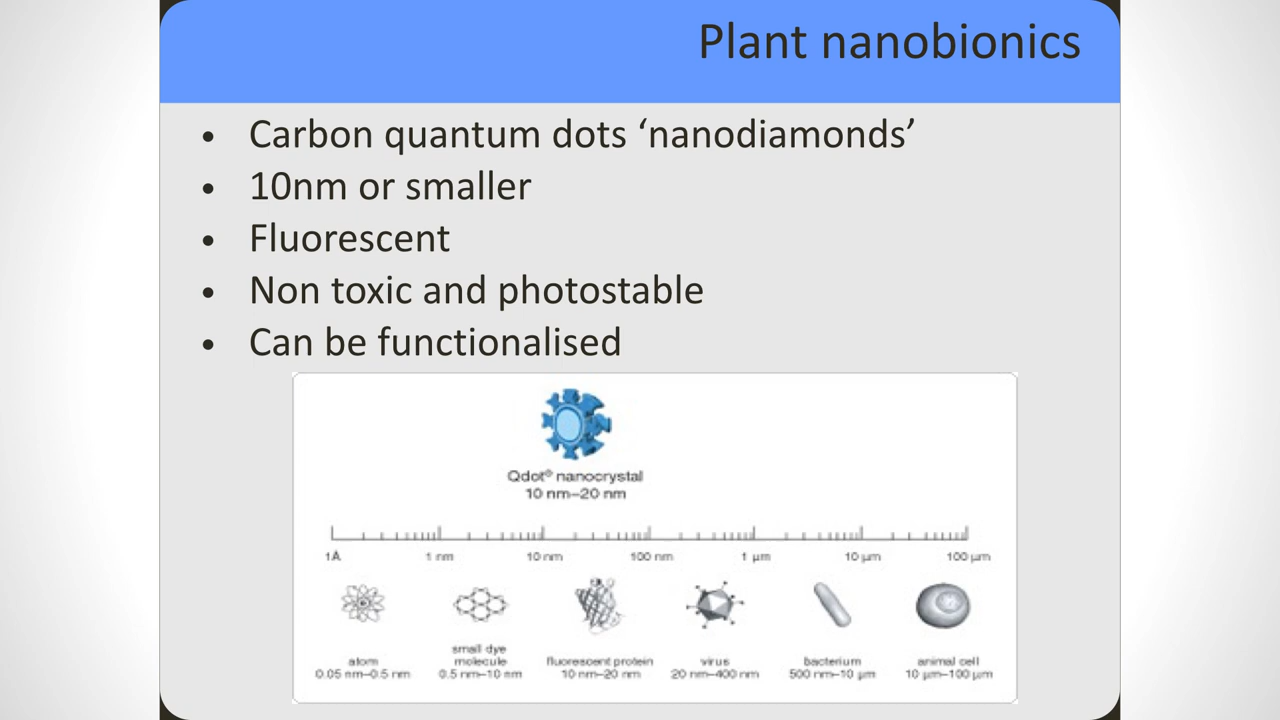 Plant nanobionics
• Carbon quantum dots ‘nanodiamonds’
• 10nm or smaller
• Fluorescent
• Non toxic and photostable
• Can be functionalised
Qdot® nanocrystal
10 nm–20 nm
1Å 1 nm 10 nm 100 nm 1 µm 10 µm 100 µm
atom
0.05 nm–0.5 nm
small dye
molecule
0.5 nm–10 nm
fluorescent protein
10 nm–20 nm
virus
20 nm–400 nm
bacterium
500 nm–10 µm
animal cell
10 µm–100 µm